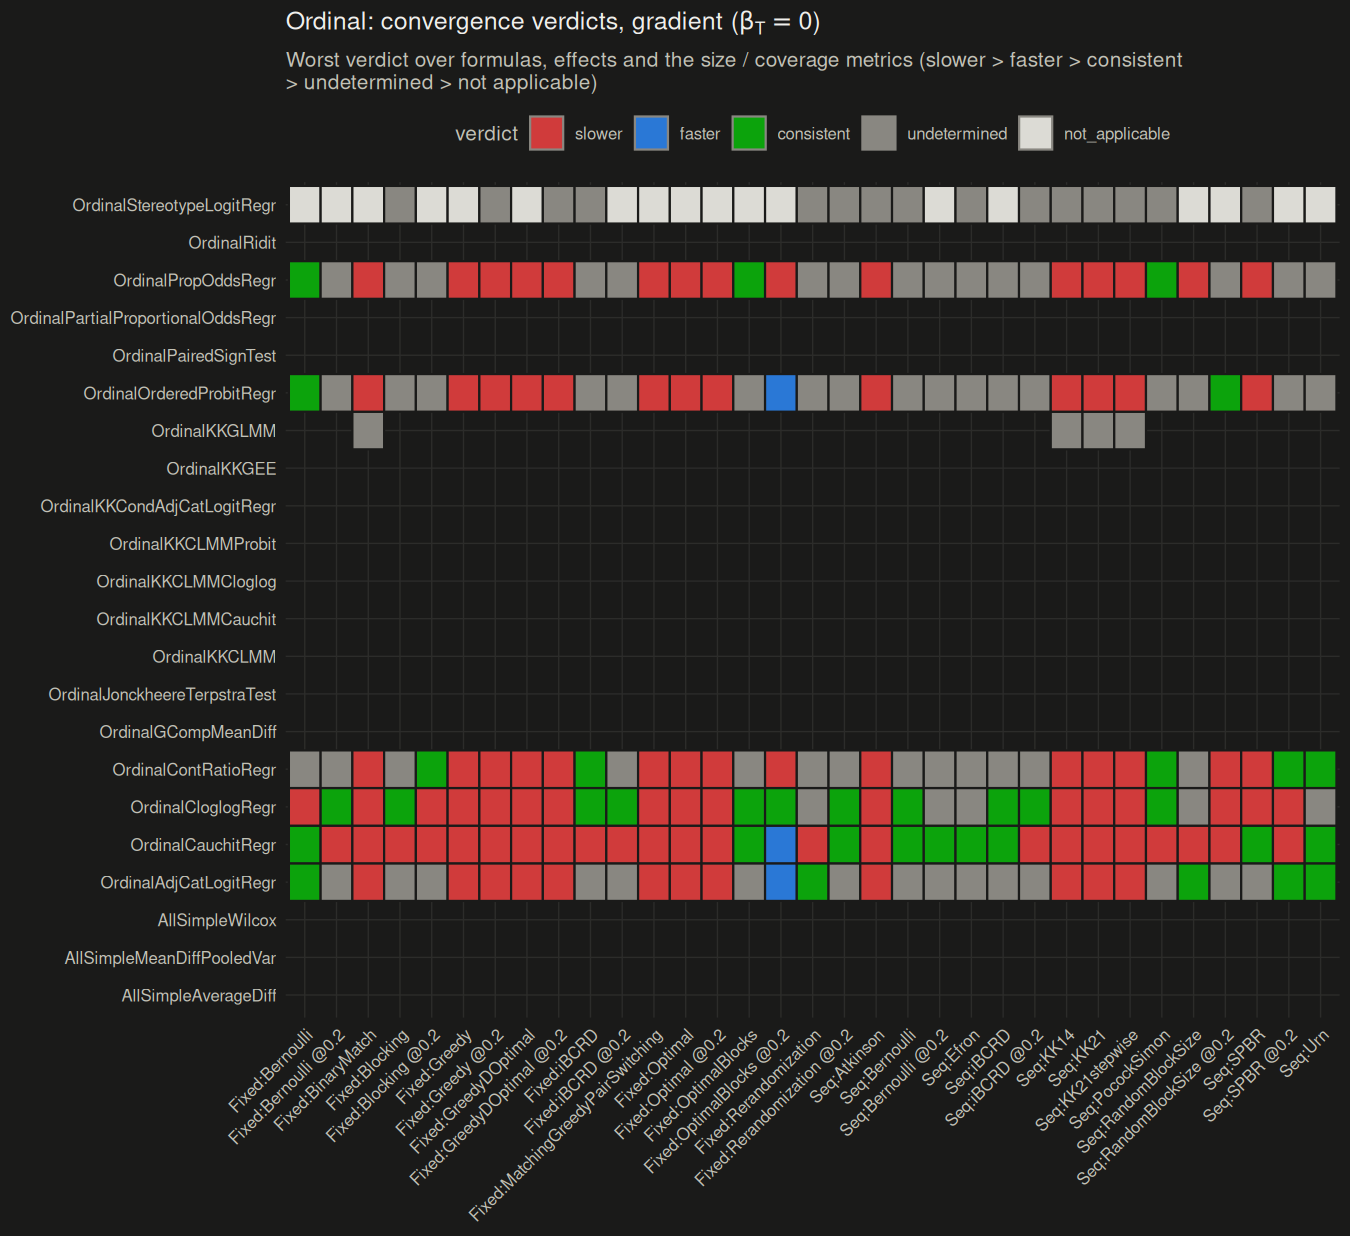 Ordinal: convergence verdicts, gradient (βT = 0)
Worst verdict over formulas, effects and the size / coverage metrics (slower > faster > consistent
> undetermined > not applicable)
verdict slower faster consistent undetermined not_applicable
OrdinalStereotypeLogitRegr
OrdinalRidit
OrdinalPropOddsRegr
OrdinalPartialProportionalOddsRegr
OrdinalPairedSignTest
OrdinalOrderedProbitRegr
OrdinalKKGLMM
OrdinalKKGEE
OrdinalKKCondAdjCatLogitRegr
OrdinalKKCLMMProbit
OrdinalKKCLMMCloglog
OrdinalKKCLMMCauchit
OrdinalKKCLMM
OrdinalJonckheereTerpstraTest
OrdinalGCompMeanDiff
OrdinalContRatioRegr
OrdinalCloglogRegr
OrdinalCauchitRegr
OrdinalAdjCatLogitRegr
AllSimpleWilcox
AllSimpleMeanDiffPooledVar
AllSimpleAverageDiff
Fixed:Bernoulli
Fixed:Bernoulli @0.2
Fixed:BinaryMatch
Fixed:Blocking
Fixed:Blocking @0.2
Fixed:Greedy
Fixed:Greedy @0.2
Fixed:GreedyDOptimal
Fixed:GreedyDOptimal @0.2
Fixed:iBCRD
Fixed:iBCRD @0.2
Fixed:MatchingGreedyPairSwitching
Fixed:Optimal
Fixed:Optimal @0.2
Fixed:OptimalBlocks
Fixed:OptimalBlocks @0.2
Fixed:Rerandomization
Fixed:Rerandomization @0.2
Seq:Atkinson
Seq:Bernoulli
Seq:Bernoulli @0.2
Seq:Efron
Seq:iBCRD
Seq:iBCRD @0.2
Seq:KK14
Seq:KK21
Seq:KK21stepwise
Seq:PocockSimon
Seq:RandomBlockSize
Seq:RandomBlockSize @0.2
Seq:SPBR
Seq:SPBR @0.2
Seq:Urn